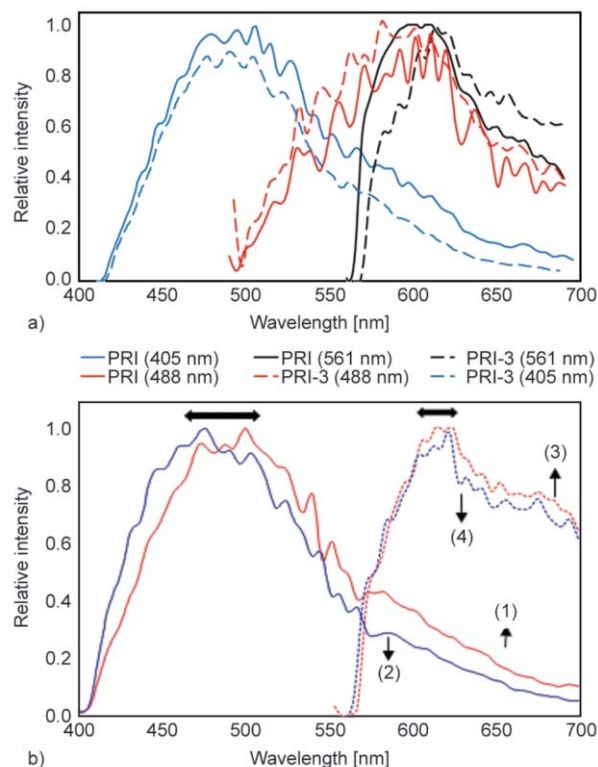 1.0
0.8
0.6
0.4
0.2
0.0
Relative intensity
400 450 500 550 600 650 700
a) Wavelength [nm]
PRI (405 nm) PRI (561 nm) PRI-3 (561 nm)
PRI (488 nm) PRI-3 (488 nm) PRI-3 (405 nm)
1.0
0.8
0.6
0.4
0.2
0.0
Relative intensity
(3)
(4)
(1)
(2)
400 450 500 550 600 650 700
b) Wavelength [nm]